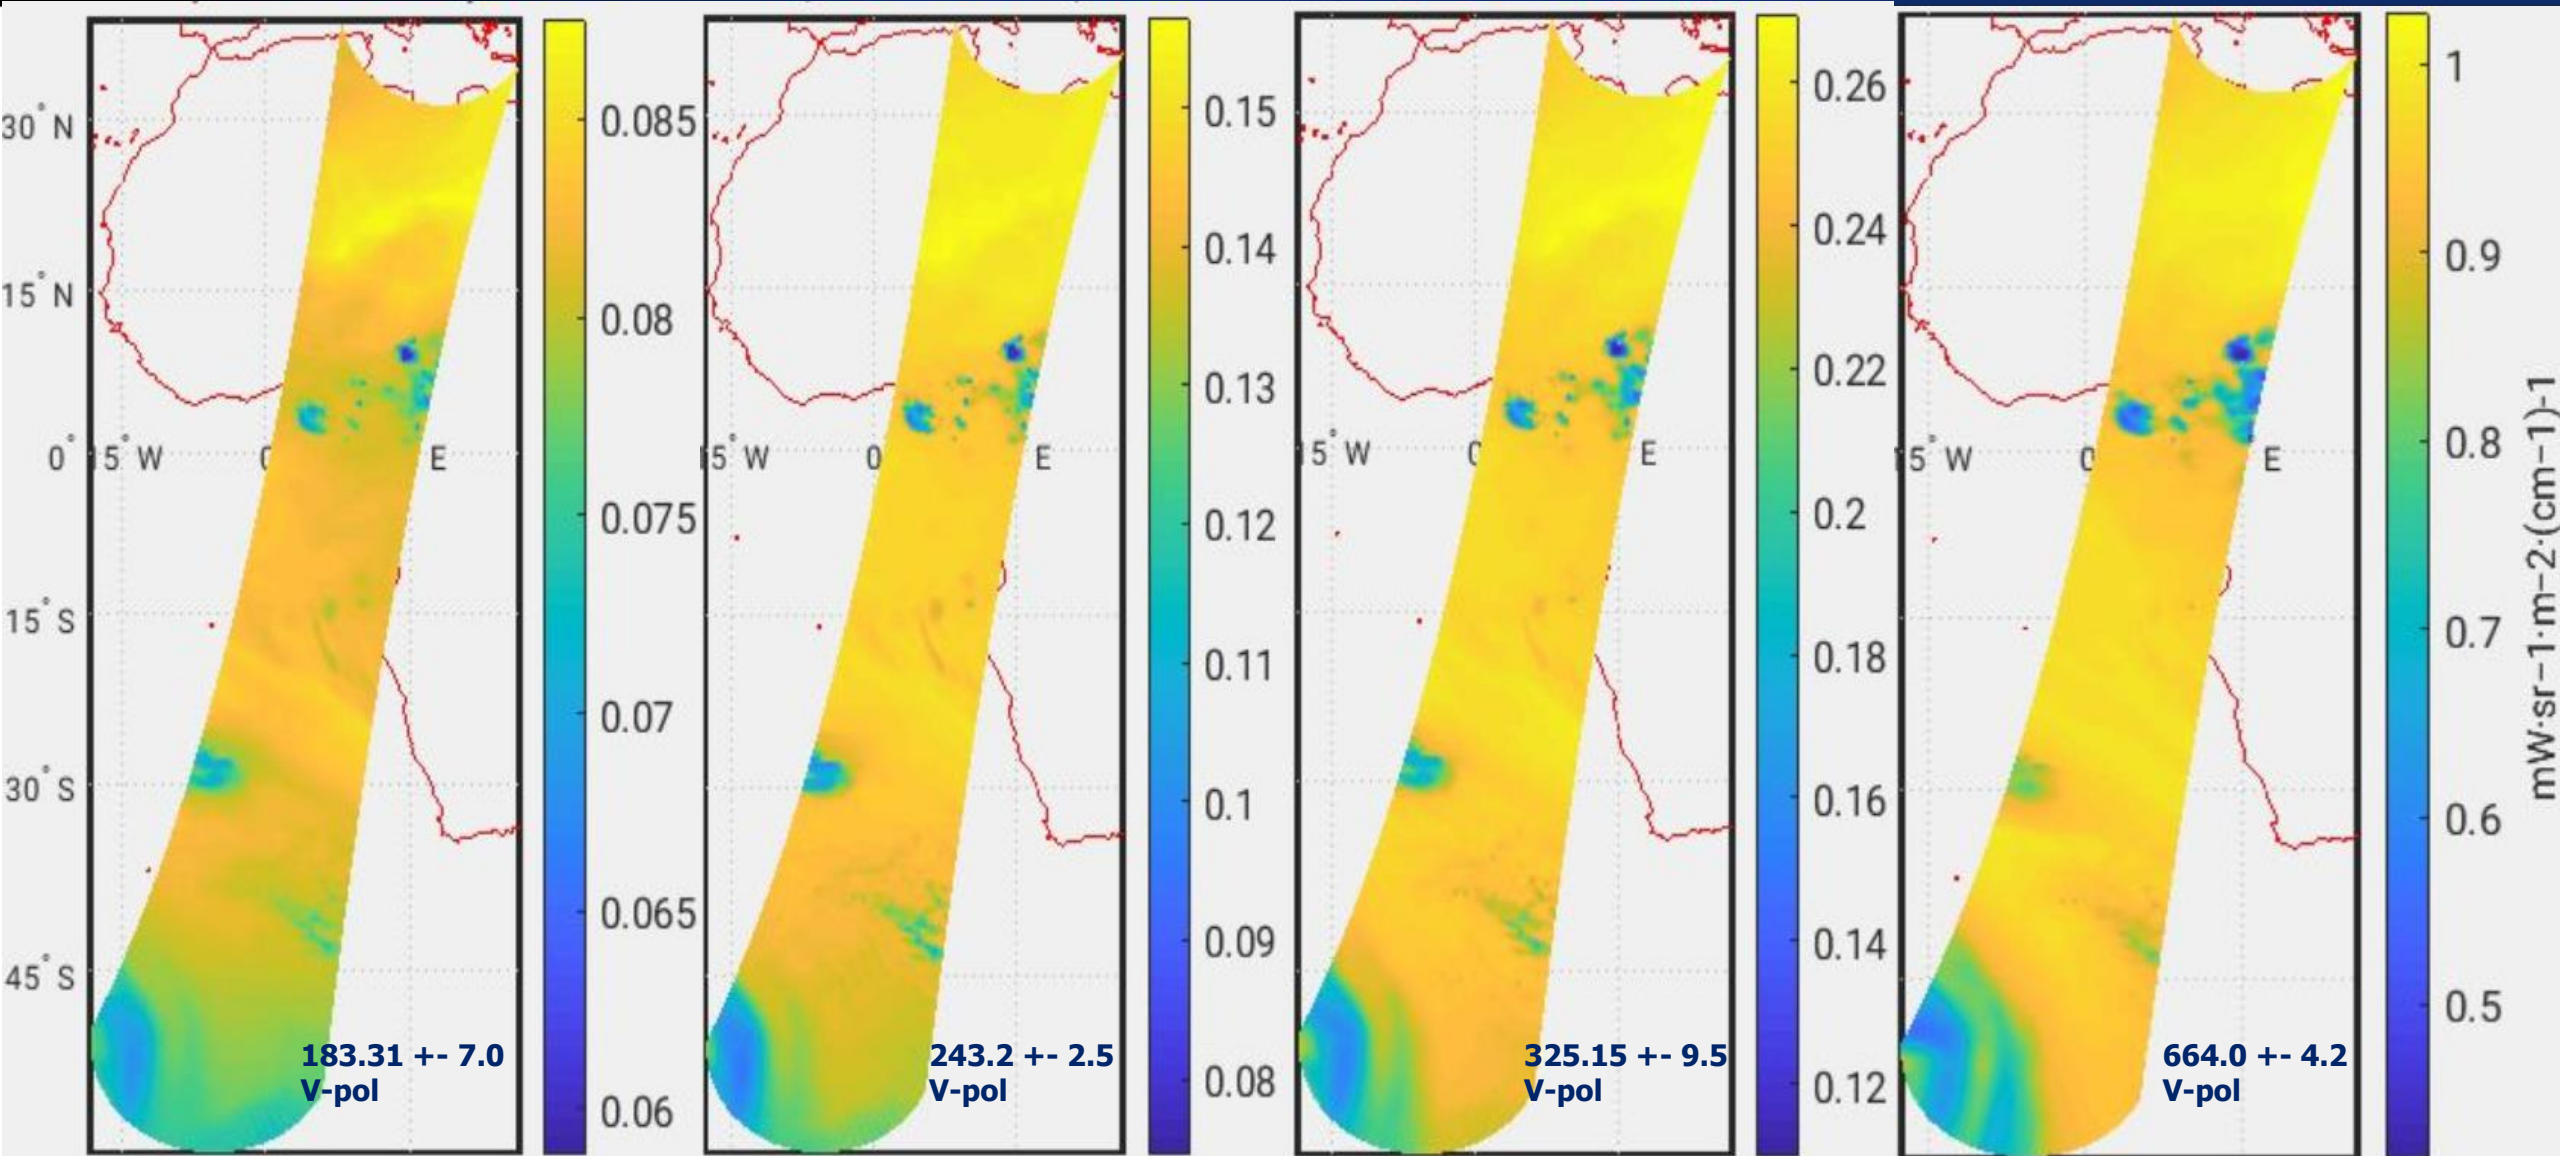 30° N
15° N
0°
5° W
0
E
15° S
30° S
45° S
183.31 +- 7.0
V-pol
0.085
0.08
0.075
0.07
0.065
0.06
5° W
0
E
243.2 +- 2.5
V-pol
0.15
0.14
0.13
0.12
0.11
0.1
0.09
0.08
5° W
0
E
325.15 +- 9.5
V-pol
0.26
0.24
0.22
0.2
0.18
0.16
0.14
0.12
5° W
0
E
664.0 +- 4.2
V-pol
1
0.9
0.8
0.7
0.6
0.5
mW·sr−1·m−2·(cm−1)-1